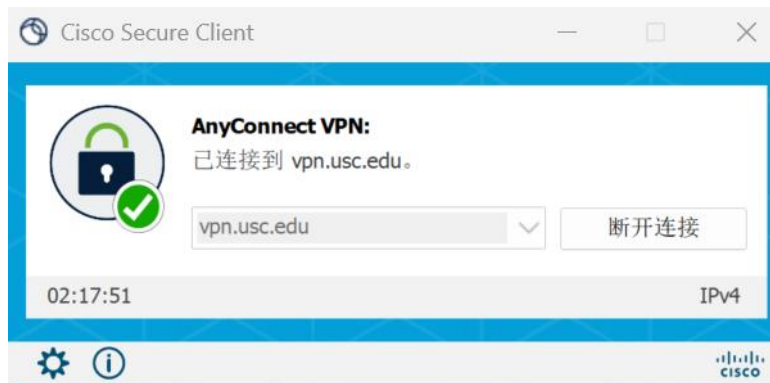 Cisco Secure Client
AnyConnect VPN:
已连接到 vpn.usc.edu。
vpn.usc.edu
断开连接
02:17:51
IPv4
CISCO